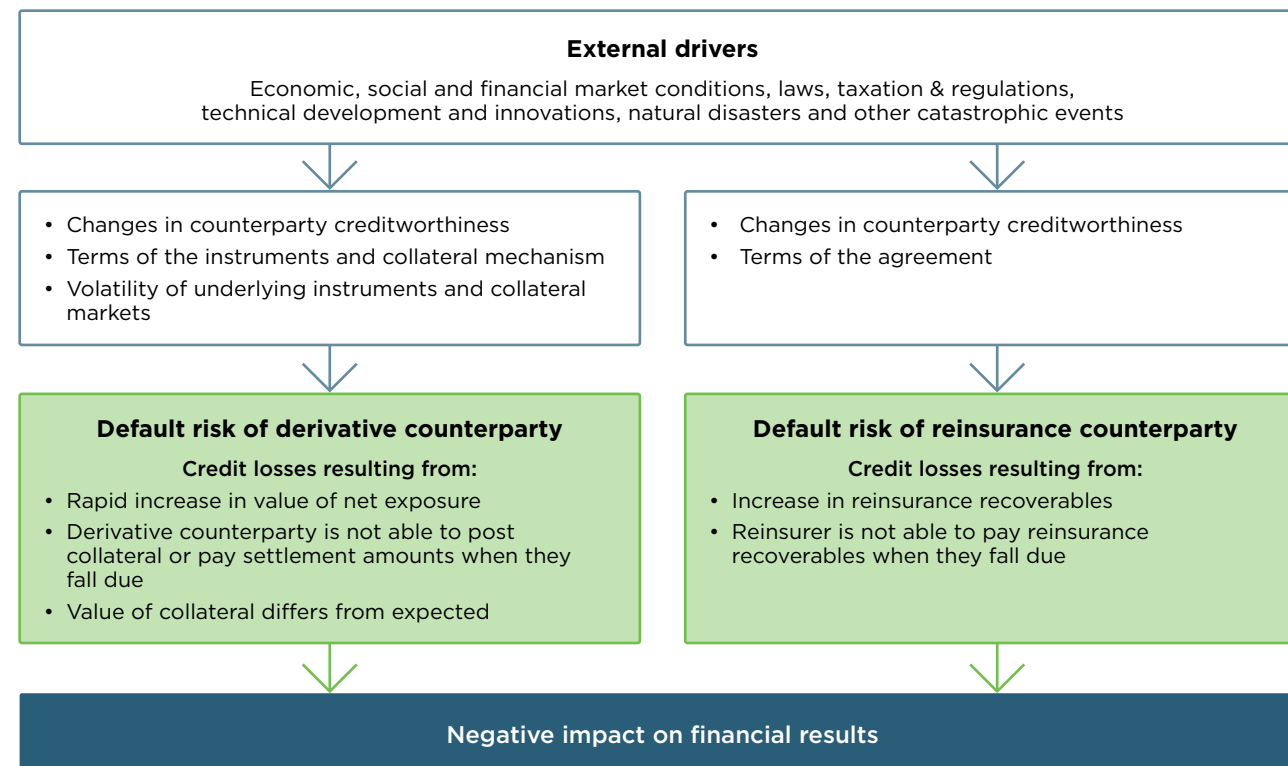 External drivers
Economic, social and financial market conditions, laws, taxation & regulations,
technical development and innovations, natural disasters and other catastrophic events
• Changes in counterparty creditworthiness
• Terms of the instruments and collateral mechanism
• Volatility of underlying instruments and collateral
markets
• Changes in counterparty creditworthiness
• Terms of the agreement
Default risk of derivative counterparty
Credit losses resulting from:
• Rapid increase in value of net exposure
• Derivative counterparty is not able to post
collateral or pay settlement amounts when they
fall due
• Value of collateral differs from expected
Default risk of reinsurance counterparty
Credit losses resulting from:
• Increase in reinsurance recoverables
• Reinsurer is not able to pay reinsurance
recoverables when they fall due
Negative impact on financial results